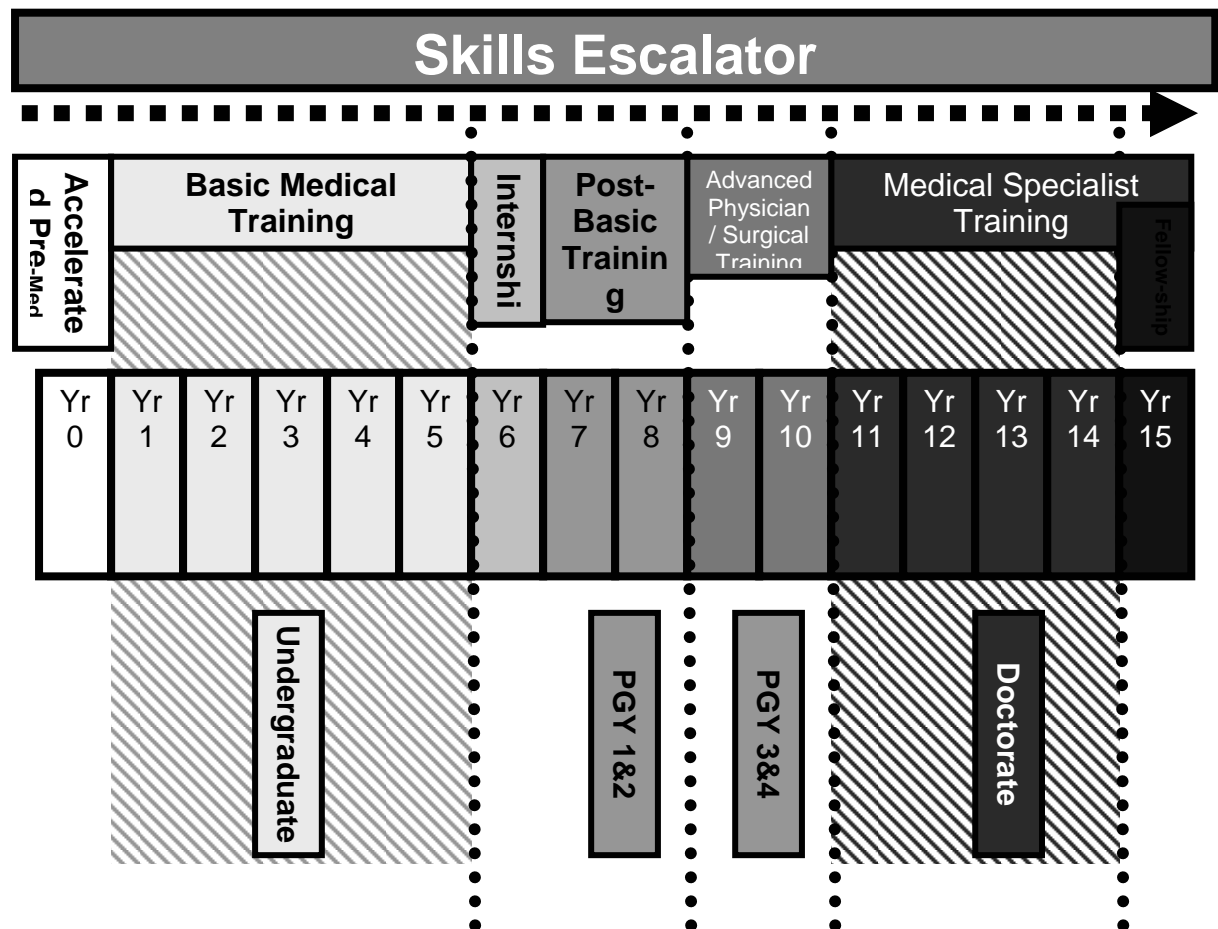 Skills Escalator
Accelerate
d Pre-Med
Basic Medical
Training
Internshi
Post-
Basic
Trainin
g
Advanced
Physician
/ Surgical
Training
Medical Specialist
Training
Fellow-ship
Yr
0
Yr
1
Yr
2
Yr
3
Yr
4
Yr
5
Yr
6
Yr
7
Yr
8
Yr
9
Yr
10
Yr
11
Yr
12
Yr
13
Yr
14
Yr
15
Undergraduate
PGY 1&2
PGY 3&4
Doctorate